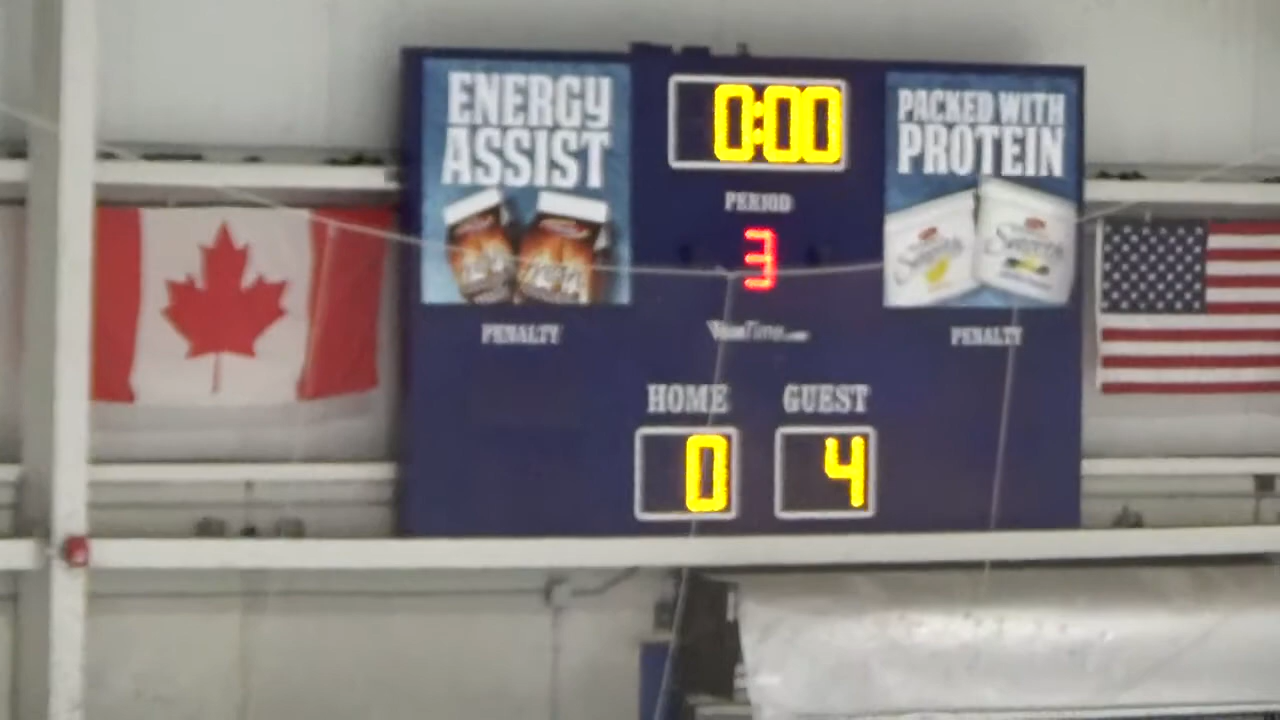 ENERGY
ASSIST
0:00
PACKED WITH
PROTEIN
PERIOD
3
PENALTY
PENALTY
HOME
GUEST
0
4